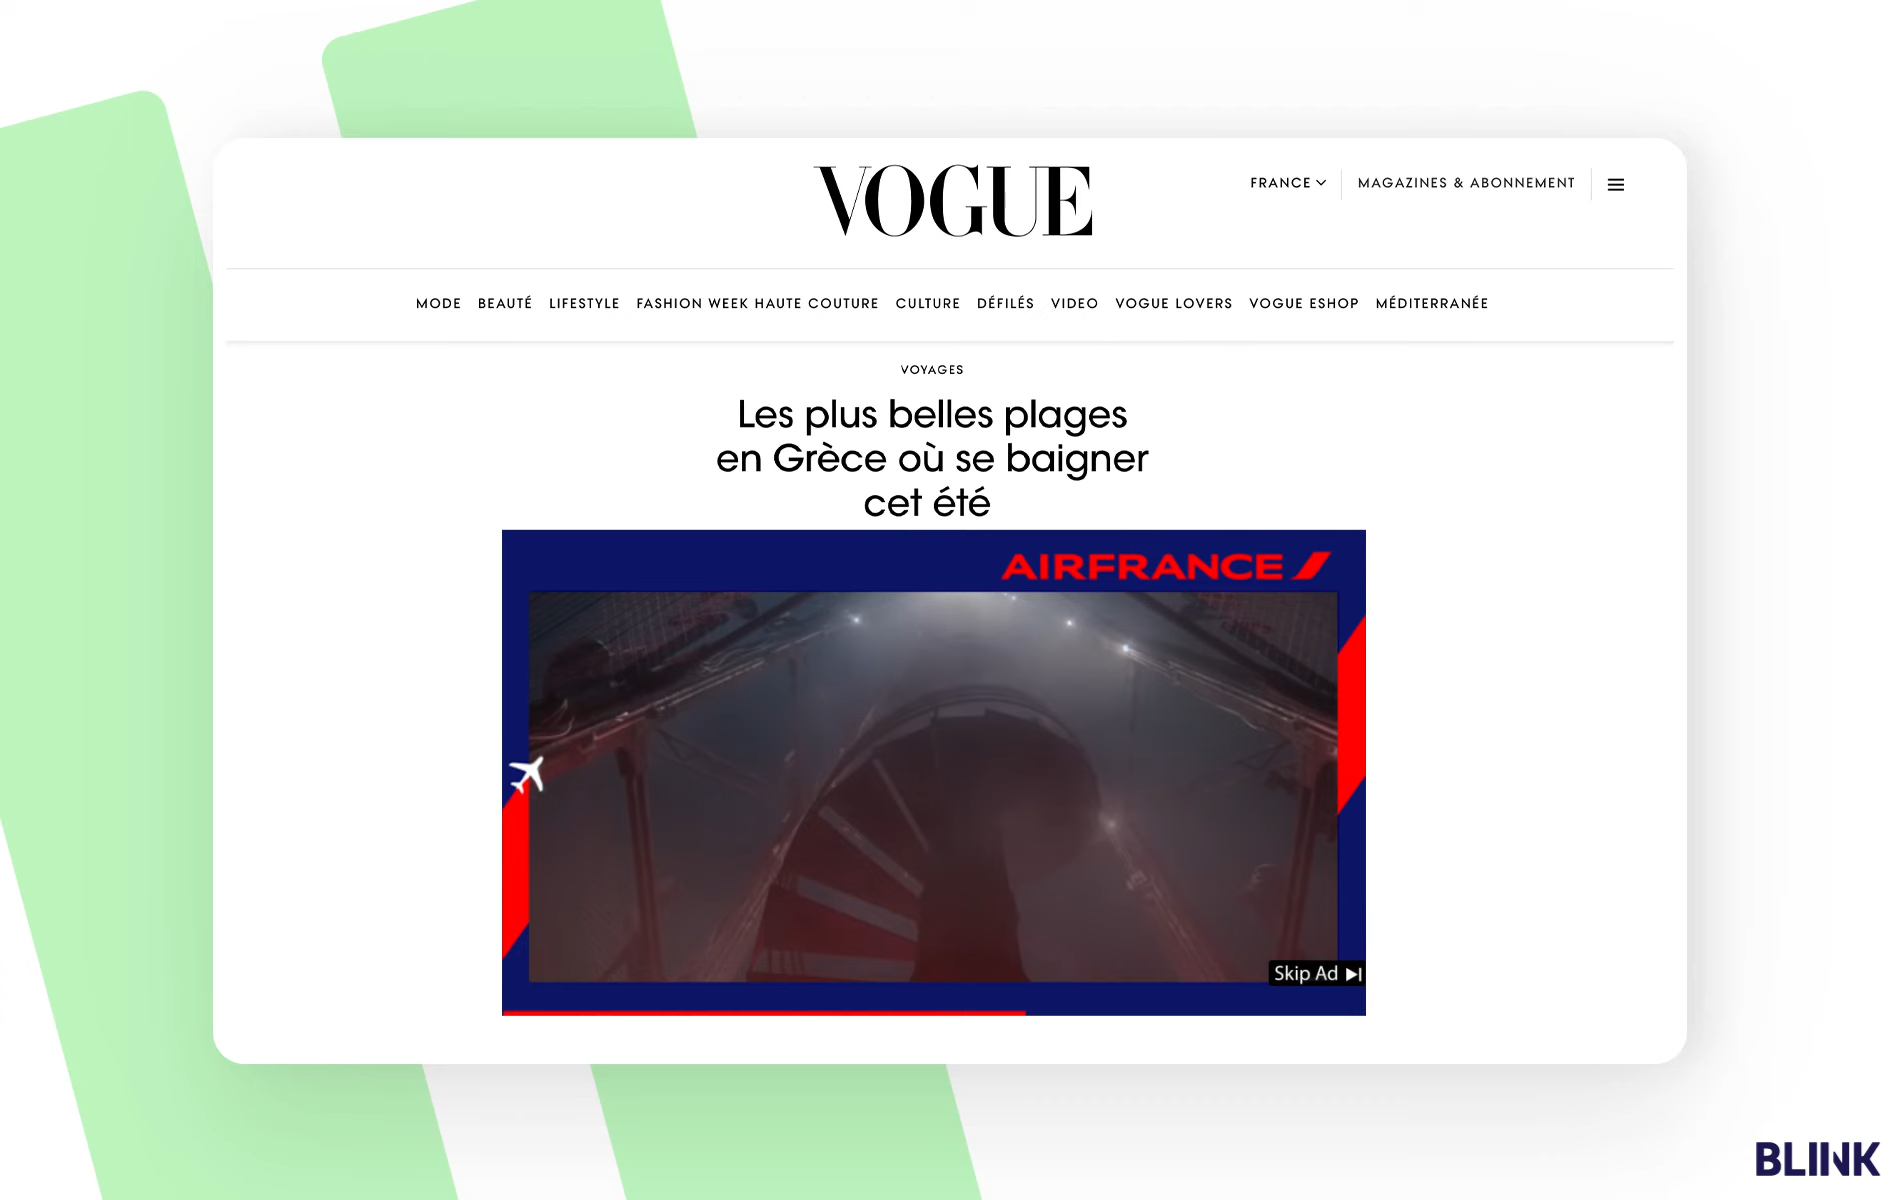 VOGUE
FRANCE
MAGAZINES & ABONNEMENT
MODE BEAUTÉ LIFESTYLE FASHION WEEK HAUTE COUTURE CULTURE DÉFILÉS VIDEO VOGUE LOVERS VOGUE ESHOP MÉDITERRANÉE
VOYAGES
Les plus belles plages
en Grèce où se baigner
cet été
AIRFRANCE
Skip Ad
BLINK